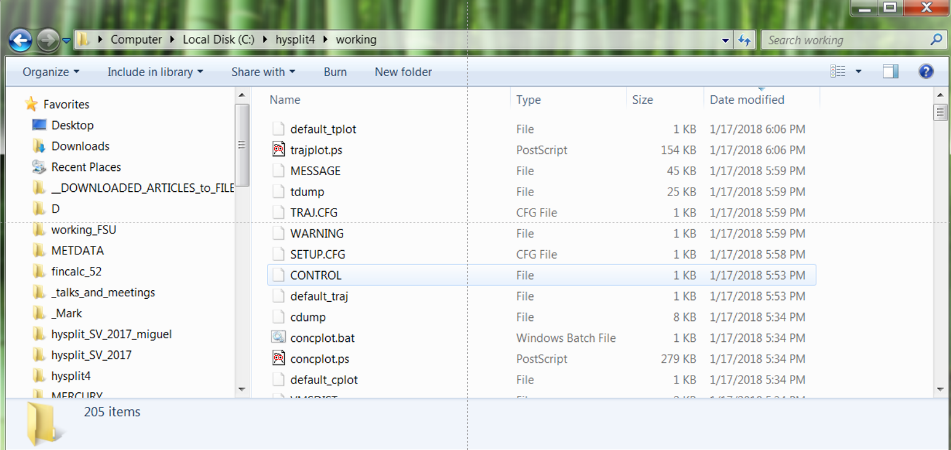 Computer Local Disk (C:) hysplit4 working Search working
Organize Include in library Share with Burn New folder
Favorites
Desktop
Downloads
Recent Places
__DOWNLOADED_ARTICLES_to_FILE
D
working_FSU
METDATA
fincalc_52
_talks_and_meetings
_Mark
hysplit_SV_2017_miguel
hysplit_SV_2017
hysplit4
MERCURY
Name Type Size Date modified
default_tplot File 1 KB 1/17/2018 6:06 PM
trajplot.ps PostScript 154 KB 1/17/2018 6:06 PM
MESSAGE File 45 KB 1/17/2018 5:59 PM
tdump File 25 KB 1/17/2018 5:59 PM
TRAJ.CFG CFG File 1 KB 1/17/2018 5:59 PM
WARNING File 1 KB 1/17/2018 5:59 PM
SETUP.CFG CFG File 1 KB 1/17/2018 5:58 PM
CONTROL File 1 KB 1/17/2018 5:53 PM
default_traj File 1 KB 1/17/2018 5:53 PM
cdump File 8 KB 1/17/2018 5:34 PM
concplot.bat Windows Batch File 1 KB 1/17/2018 5:34 PM
concplot.ps PostScript 279 KB 1/17/2018 5:34 PM
default_cplot File 1 KB 1/17/2018 5:34 PM
205 items